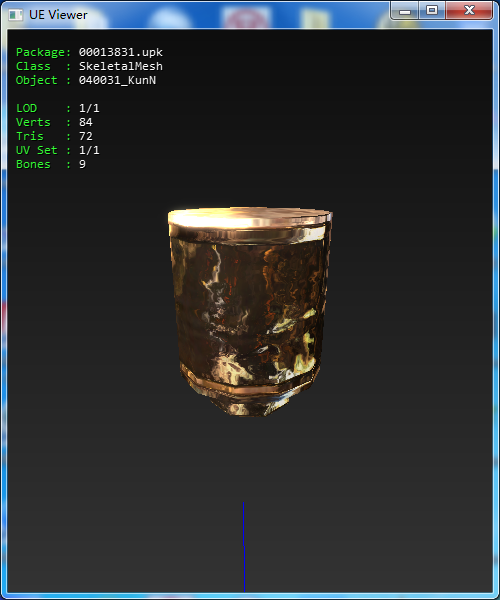 UE Viewer
Package: 00013831.upk
Class : SkeletalMesh
Object : 040031_KunN
LOD : 1/1
Verts : 84
Tris : 72
UV Set : 1/1
Bones : 9